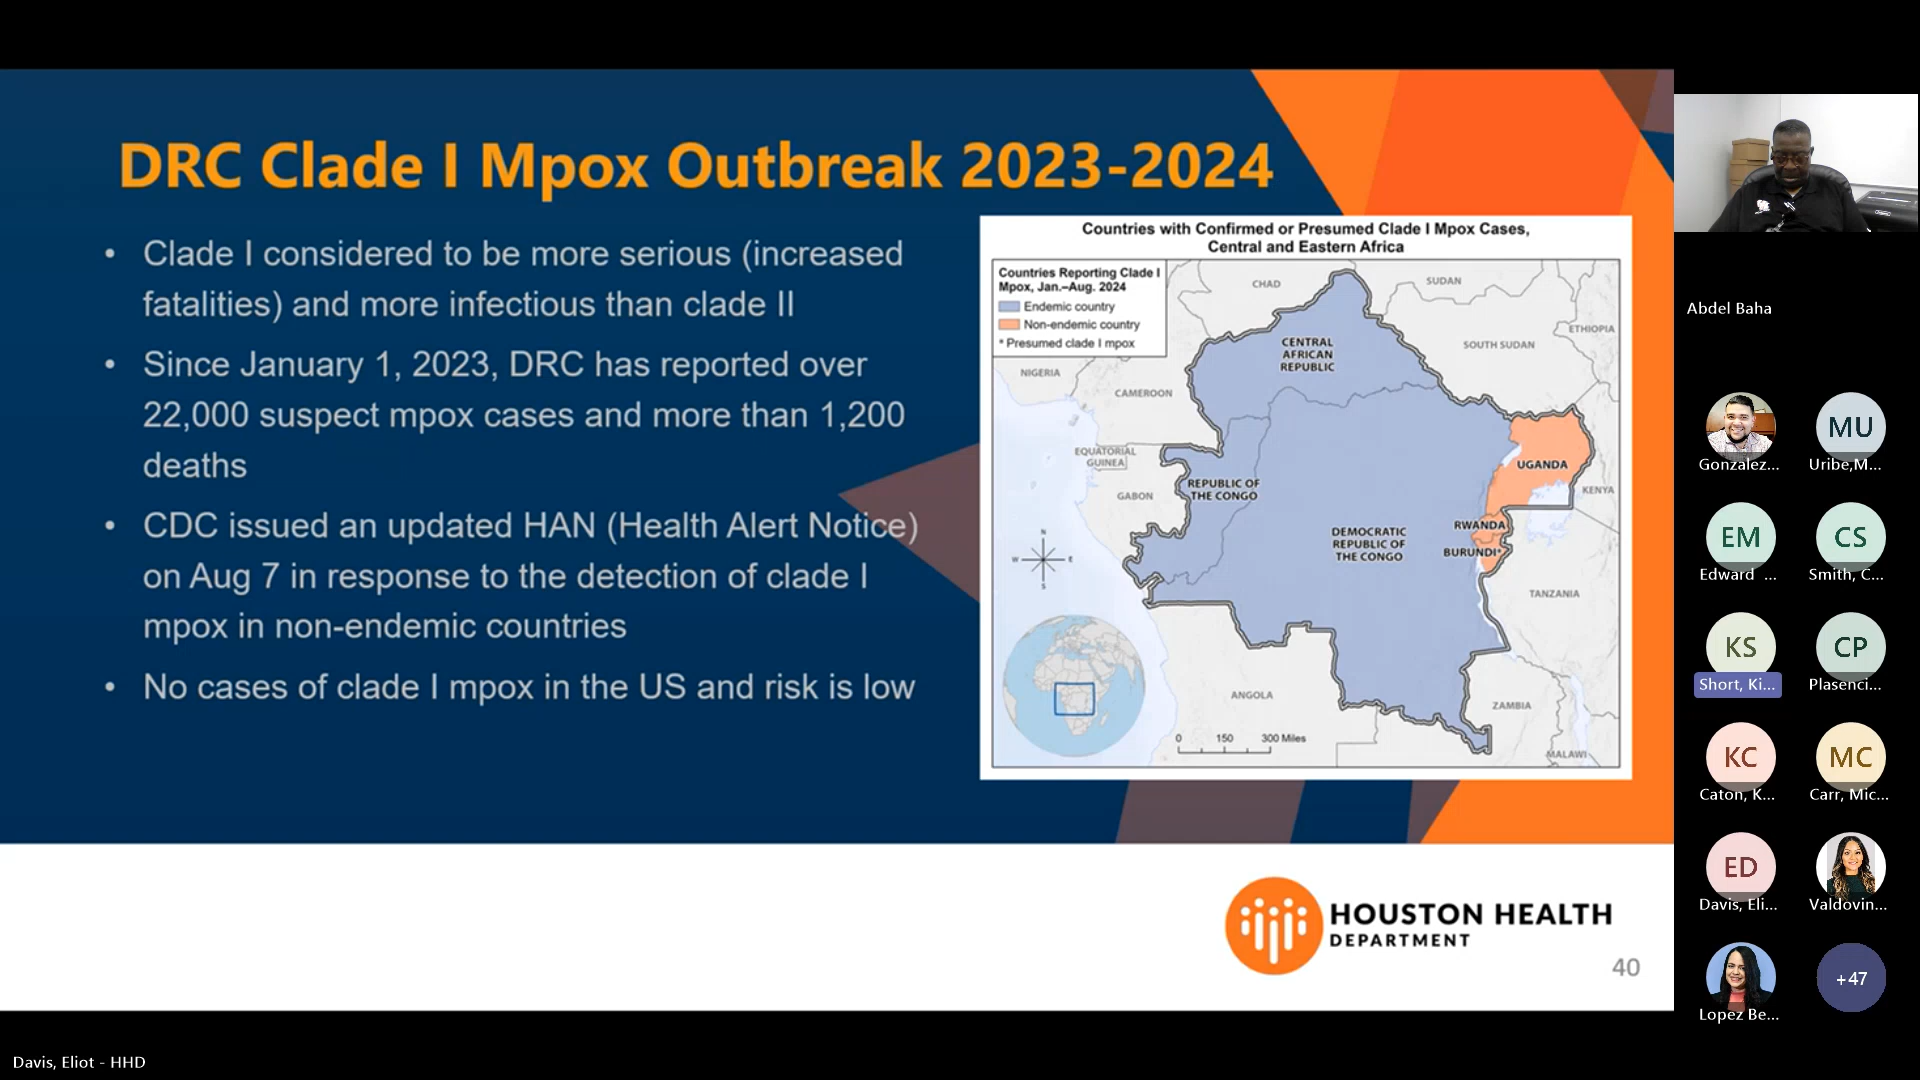 DRC Clade I Mpox Outbreak 2023-2024
• Clade I considered to be more serious (increased
fatalities) and more infectious than clade II
• Since January 1, 2023, DRC has reported over
22,000 suspect mpox cases and more than 1,200
deaths
• CDC issued an updated HAN (Health Alert Notice)
on Aug 7 in response to the detection of clade I
mpox in non-endemic countries
• No cases of clade I mpox in the US and risk is low
Countries with Confirmed or Presumed Clade I Mpox Cases,
Central and Eastern Africa
Countries Reporting Clade I
Mpox, Jan.–Aug. 2024
Endemic country
Non-endemic country
* Presumed clade I mpox
CHAD
SUDAN
ETHIOPIA
SOUTH SUDAN
CENTRAL
AFRICAN
REPUBLIC
NIGERIA
CAMEROON
EQUATORIAL
GUINEA
GABON
REPUBLIC OF
THE CONGO
UGANDA
KENYA
RWANDA
BURUNDI*
DEMOCRATIC
REPUBLIC OF
THE CONGO
TANZANIA
ANGOLA
ZAMBIA
MALAWI
N
W E
S
0 150 300 Miles
HOUSTON HEALTH
DEPARTMENT
40
Abdel Baha
Gonzalez...
MU
Uribe,M...
EM
Edward ...
CS
Smith, C...
KS
Short, Ki...
CP
Plasenci...
KC
Caton, K...
MC
Carr, Mic...
ED
Davis, Eli...
Valdovin...
Lopez Be...
+47
Davis, Eliot - HHD